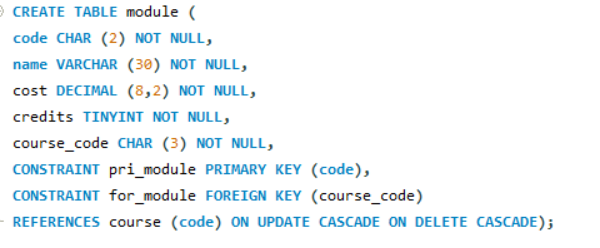 CREATE TABLE module (
code CHAR (2) NOT NULL,
name VARCHAR (30) NOT NULL,
cost DECIMAL (8,2) NOT NULL,
credits TINYINT NOT NULL,
course_code CHAR (3) NOT NULL,
CONSTRAINT pri_module PRIMARY KEY (code),
CONSTRAINT for_module FOREIGN KEY (course_code)
REFERENCES course (code) ON UPDATE CASCADE ON DELETE CASCADE);